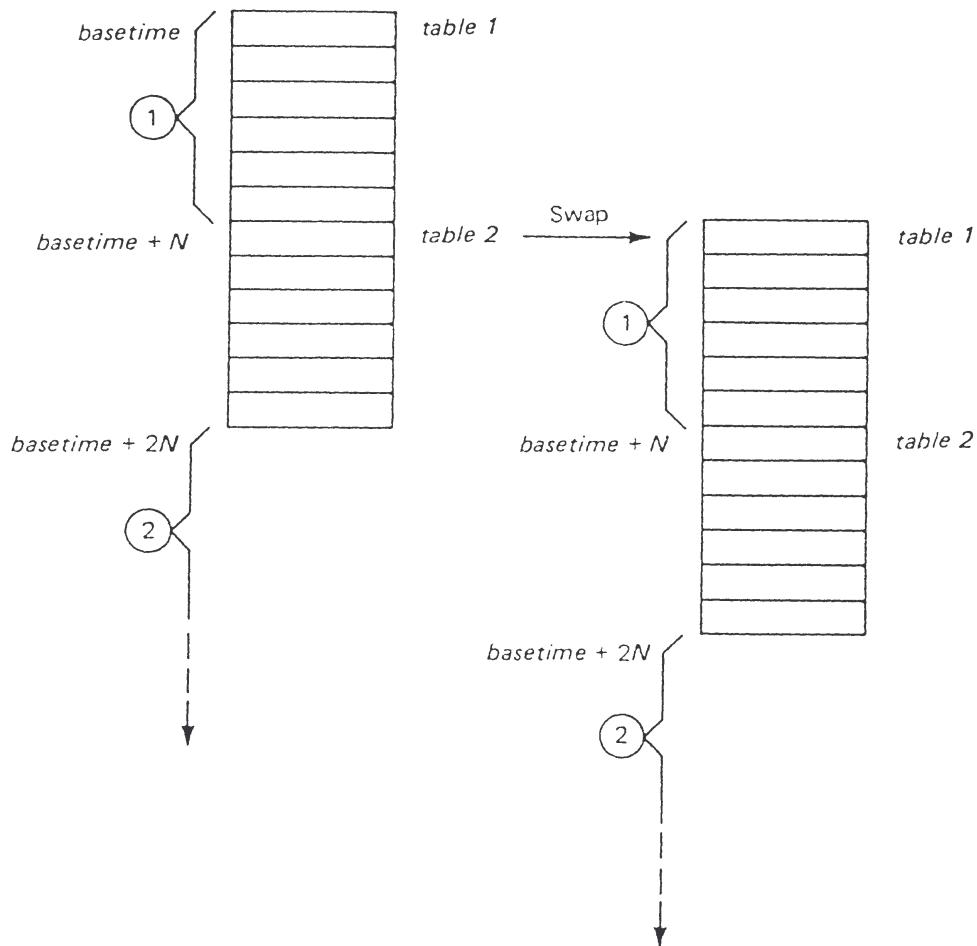 basetime
table 1
1
basetime + N
table 2
Swap
basetime + 2N
2
table 1
1
basetime + N
table 2
basetime + 2N
2